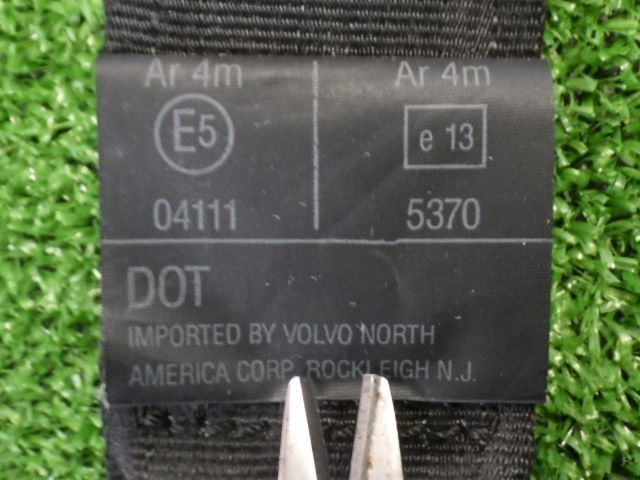 Ar 4m
E5
04111
Ar 4m
e 13
5370
DOT
IMPORTED BY VOLVO NORTH
AMERICA CORP. ROCKLEIGH N.J.